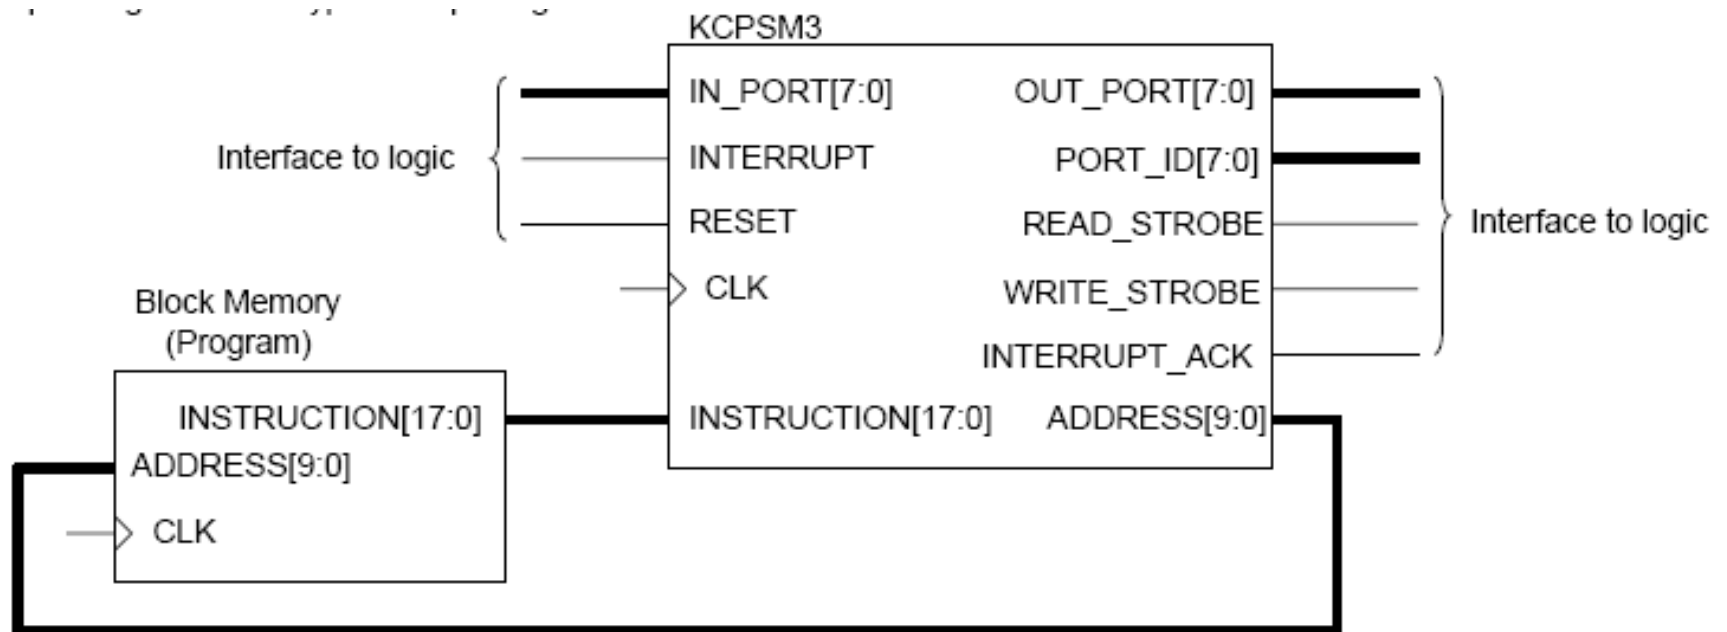 KCPSM3
IN_PORT[7:0]
OUT_PORT[7:0]
Interface to logic
INTERRUPT
PORT_ID[7:0]
RESET
READ_STROBE
Interface to logic
CLK
WRITE_STROBE
Block Memory
(Program)
INTERRUPT_ACK
INSTRUCTION[17:0]
INSTRUCTION[17:0]
ADDRESS[9:0]
ADDRESS[9:0]
CLK